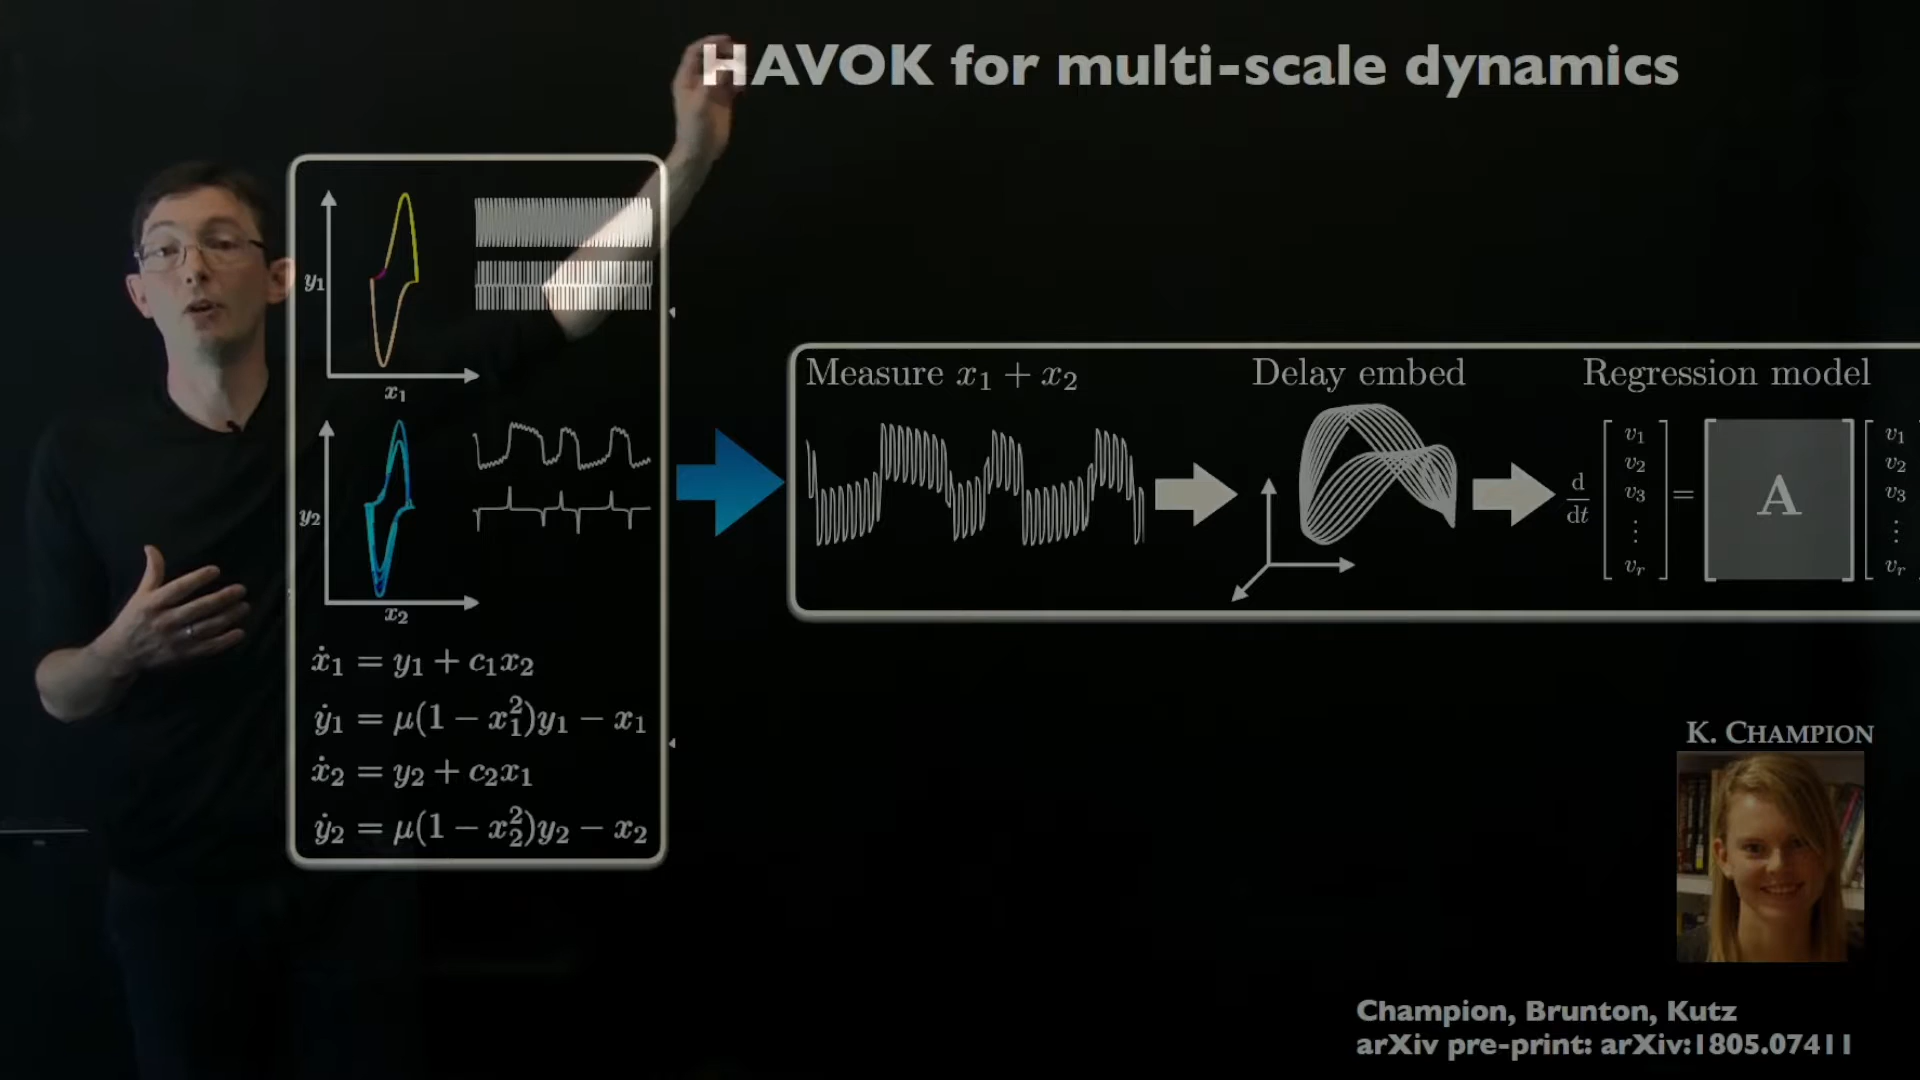 HAVOK for multi-scale dynamics
y₁
x₁
y₂
x₂
ẋ₁ = y₁ + c₁x₂
ẏ₁ = μ(1 − x₁²)y₁ − x₁
ẋ₂ = y₂ + c₂x₁
ẏ₂ = μ(1 − x₂²)y₂ − x₂
Measure x₁ + x₂
Delay embed
Regression model
d/dt [v₁ v₂ v₃ ⋮ vᵣ] = [A] [v₁ v₂ v₃ ⋮ vᵣ
K. CHAMPION
Champion, Brunton, Kutz
arXiv pre-print: arXiv:1805.07411